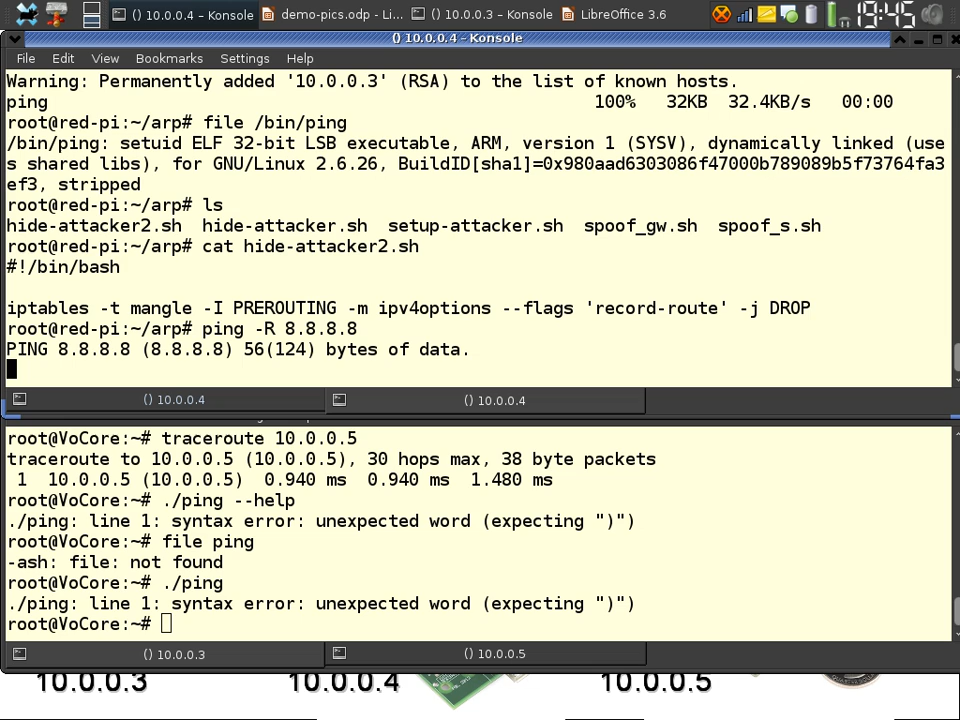 () 10.0.0.4 – Konsole
demo-pics.odp - Li...
() 10.0.0.3 – Konsole
LibreOffice 3.6
19:45
() 10.0.0.4 – Konsole
File Edit View Bookmarks Settings Help
Warning: Permanently added '10.0.0.3' (RSA) to the list of known hosts.
ping 100% 32KB 32.4KB/s 00:00
root@red-pi:~/arp# file /bin/ping
/bin/ping: setuid ELF 32-bit LSB executable, ARM, version 1 (SYSV), dynamically linked (use
s shared libs), for GNU/Linux 2.6.26, BuildID[sha1]=0x980aad6303086f47000b789089b5f73764fa3
ef3, stripped
root@red-pi:~/arp# ls
hide-attacker2.sh hide-attacker.sh setup-attacker.sh spoof_gw.sh spoof_s.sh
root@red-pi:~/arp# cat hide-attacker2.sh
#!/bin/bash
iptables -t mangle -I PREROUTING -m ipv4options --flags 'record-route' -j DROP
root@red-pi:~/arp# ping -R 8.8.8.8
PING 8.8.8.8 (8.8.8.8) 56(124) bytes of data.
() 10.0.0.4
() 10.0.0.4
root@VoCore:~# traceroute 10.0.0.5
traceroute to 10.0.0.5 (10.0.0.5), 30 hops max, 38 byte packets
1 10.0.0.5 (10.0.0.5) 0.940 ms 0.940 ms 1.480 ms
root@VoCore:~# ./ping --help
./ping: line 1: syntax error: unexpected word (expecting ")")
root@VoCore:~# file ping
-ash: file: not found
root@VoCore:~# ./ping
./ping: line 1: syntax error: unexpected word (expecting ")")
root@VoCore:~#
() 10.0.0.3
() 10.0.0.5
10.0.0.3
10.0.0.4
10.0.0.5